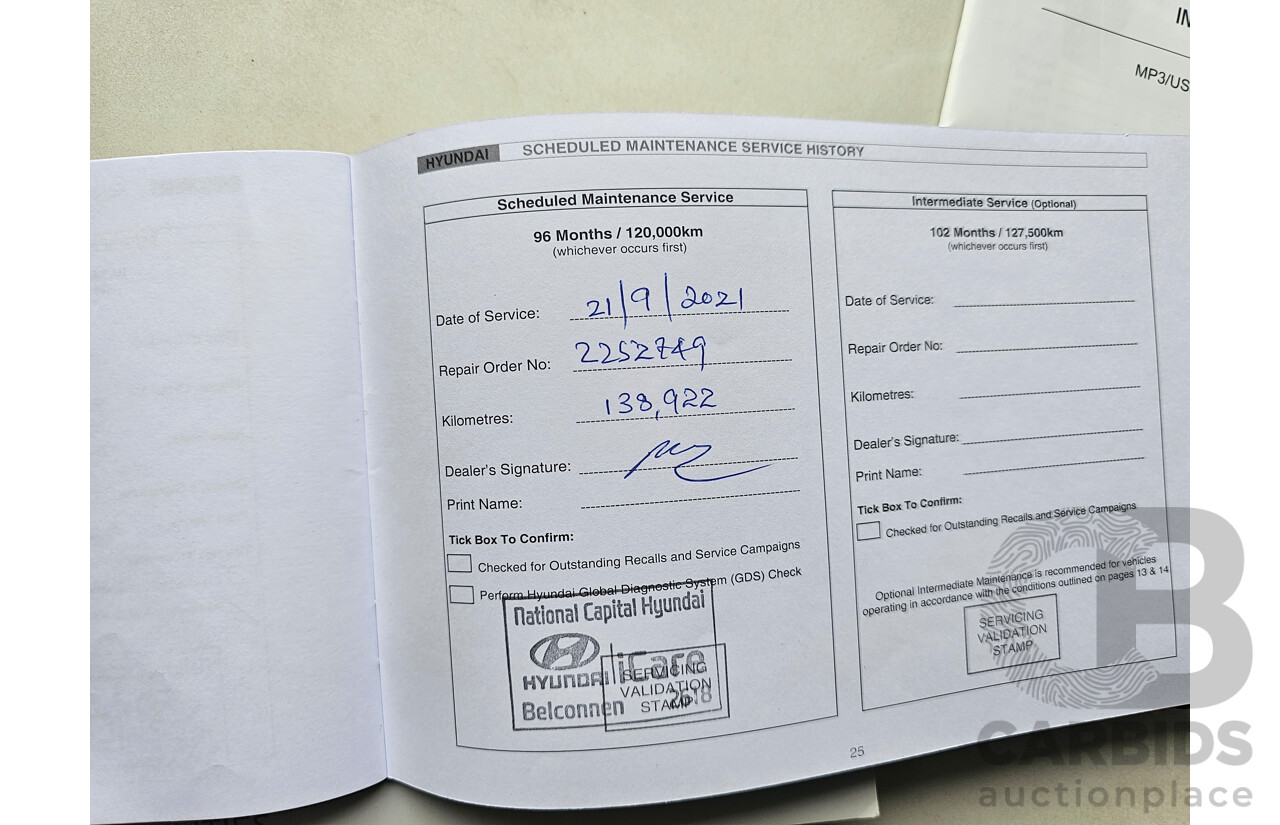 IN
MP3/US
HYUNDAI SCHEDULED MAINTENANCE SERVICE HISTORY
Scheduled Maintenance Service
96 Months / 120,000km
(whichever occurs first)
Date of Service: 21/9/2021
Repair Order No: 2252749
Kilometres: 138,922
Dealer's Signature:
Print Name:
Tick Box To Confirm:
Checked for Outstanding Recalls and Service Campaigns
Perform Hyundai Global Diagnostic System (GDS) Check
National Capital Hyundai
HYUNDAI iCare
Belconnen 2618
SERVICING
VALIDATION
STAMP
Intermediate Service (Optional)
102 Months / 127,500km
(whichever occurs first)
Date of Service:
Repair Order No:
Kilometres:
Dealer's Signature:
Print Name:
Tick Box To Confirm:
Checked for Outstanding Recalls and Service Campaigns
Optional Intermediate Maintenance is recommended for vehicles
operating in accordance with the conditions outlined on pages 13 & 14
SERVICING
VALIDATION
STAMP
25
CB
CARBIDS
auctionplace